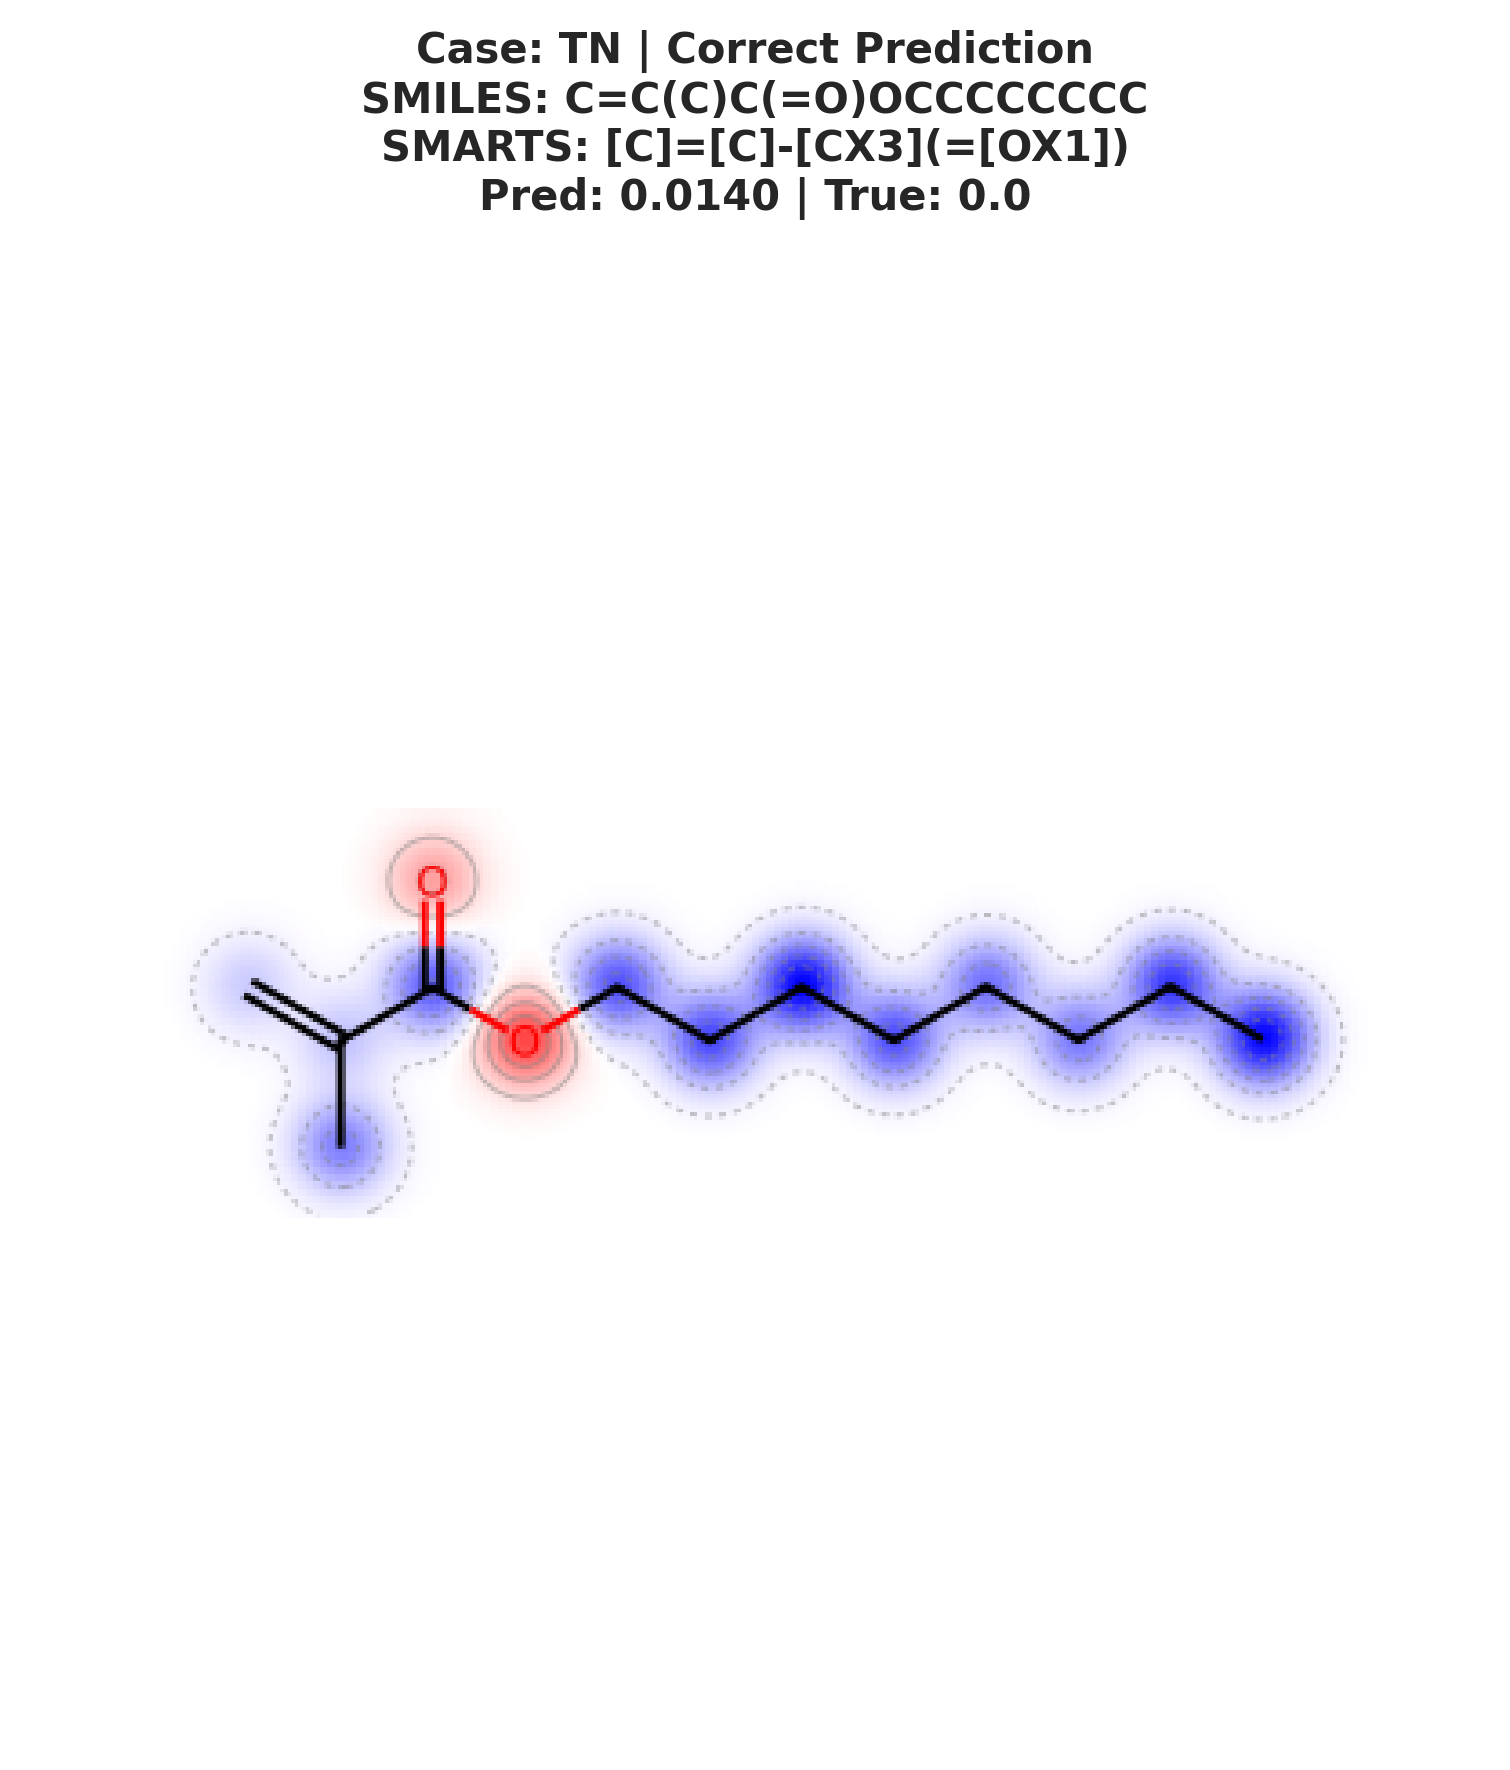 Case: TN | Correct Prediction
SMILES: C=C(C)C(=O)OCCCCCCCC
SMARTS: [C]=[C]-[CX3](=[OX1])
Pred: 0.0140 | True: 0.0
O
O